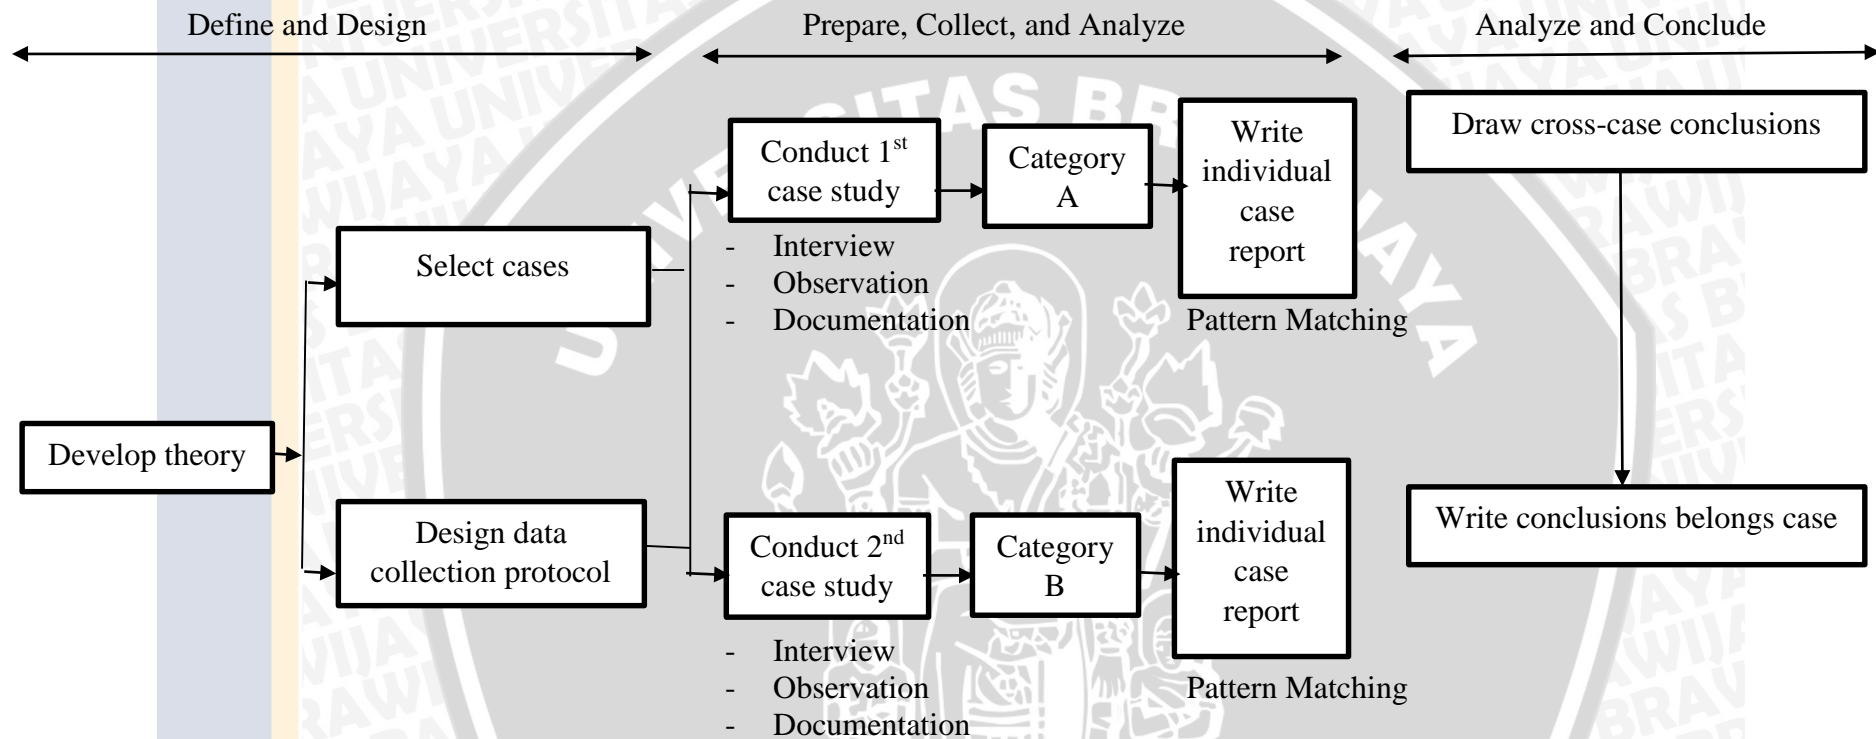 Define and Design
Prepare, Collect, and Analyze
Analyze and Conclude
Develop theory
Select cases
Design data
collection protocol
Conduct 1st
case study
- Interview
- Observation
- Documentation
Category
A
Write
individual
case
report
Pattern Matching
Conduct 2nd
case study
- Interview
- Observation
- Documentation
Category
B
Write
individual
case
report
Pattern Matching
Draw cross-case conclusions
Write conclusions belongs case